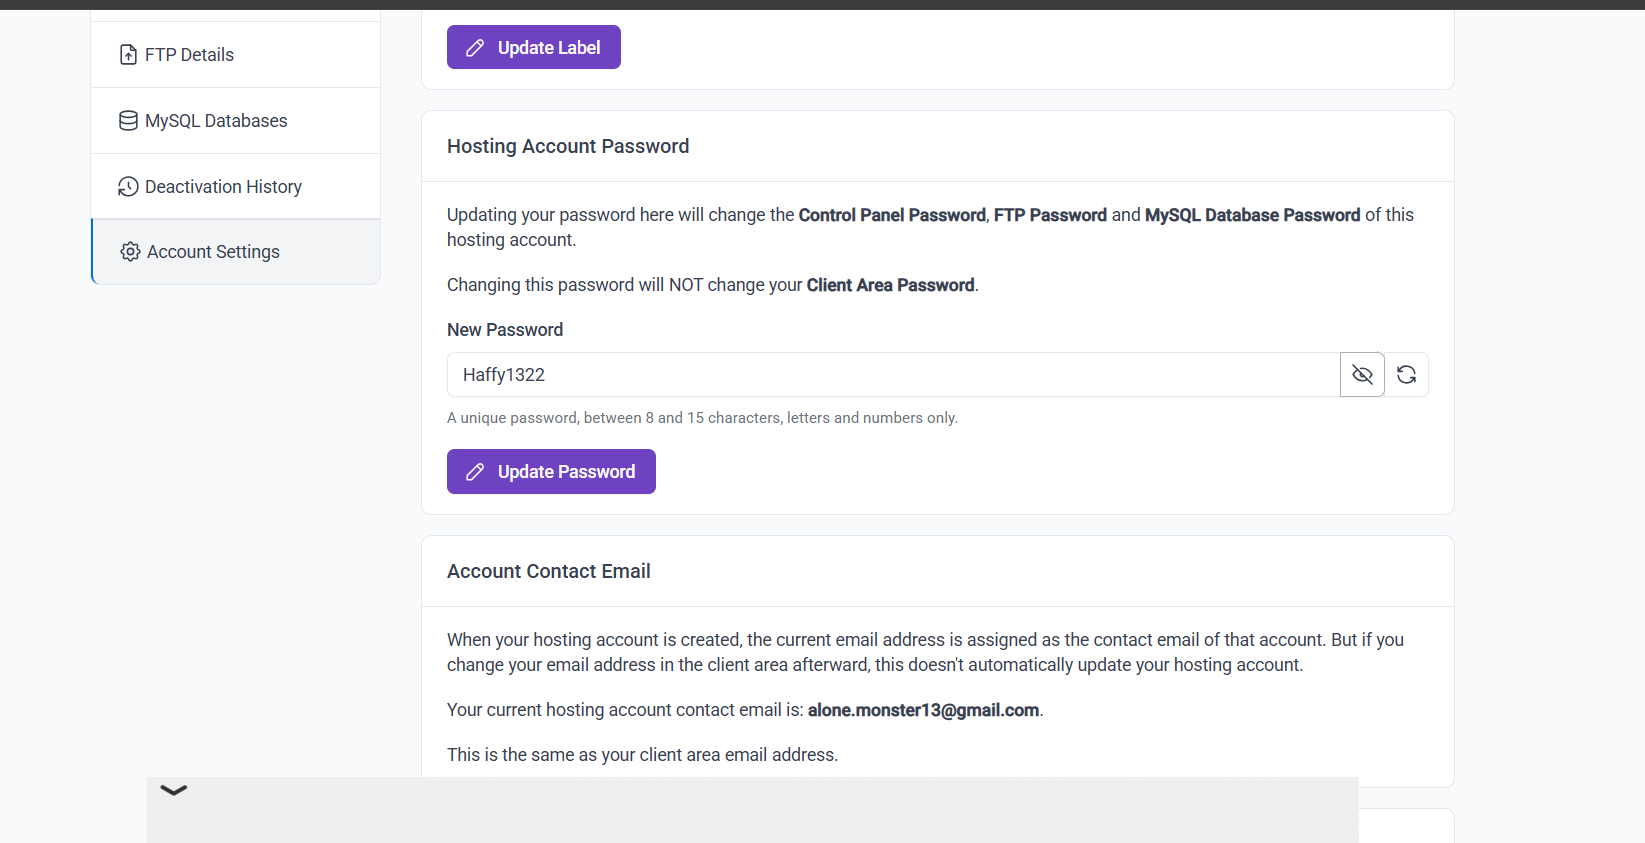 FTP Details
MySQL Databases
Deactivation History
Account Settings
Update Label
Hosting Account Password
Updating your password here will change the Control Panel Password, FTP Password and MySQL Database Password of this
hosting account.
Changing this password will NOT change your Client Area Password.
New Password
Haffy1322
A unique password, between 8 and 15 characters, letters and numbers only.
Update Password
Account Contact Email
When your hosting account is created, the current email address is assigned as the contact email of that account. But if you
change your email address in the client area afterward, this doesn't automatically update your hosting account.
Your current hosting account contact email is: alone.monster13@gmail.com.
This is the same as your client area email address.